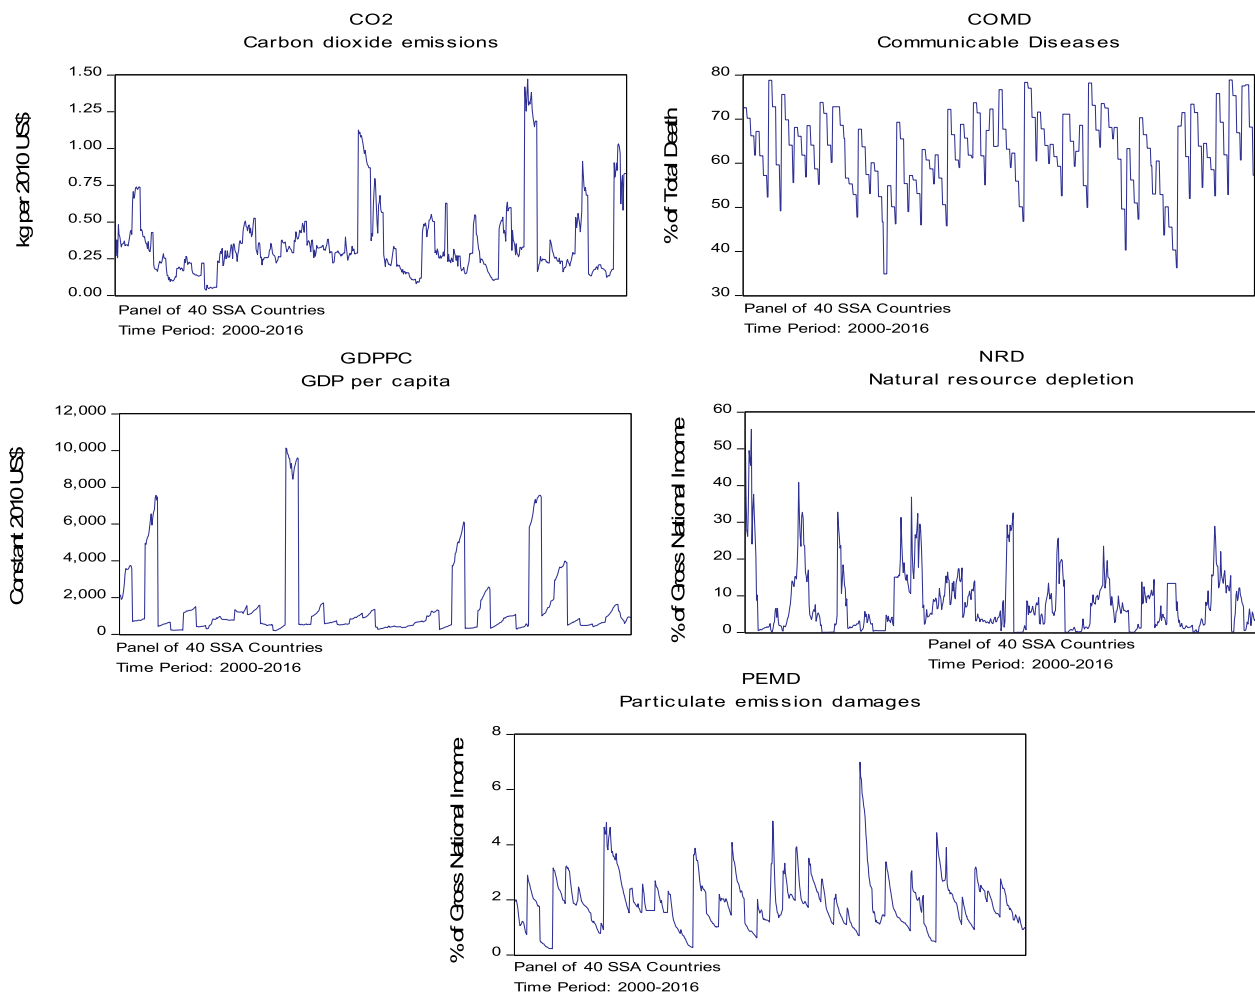 CO2
Carbon dioxide emissions
kg per 2010 US$
1.50
1.25
1.00
0.75
0.50
0.25
0.00
Panel of 40 SSA Countries
Time Period: 2000-2016
COMD
Communicable Diseases
% of Total Death
80
70
60
50
40
30
Panel of 40 SSA Countries
Time Period: 2000-2016
GDPPC
GDP per capita
Constant 2010 US$
12,000
10,000
8,000
6,000
4,000
2,000
0
Panel of 40 SSA Countries
Time Period: 2000-2016
NRD
Natural resource depletion
% of Gross National Income
60
50
40
30
20
10
0
Panel of 40 SSA Countries
Time Period: 2000-2016
PEMD
Particulate emission damages
% of Gross National Income
8
6
4
2
0
Panel of 40 SSA Countries
Time Period: 2000-2016